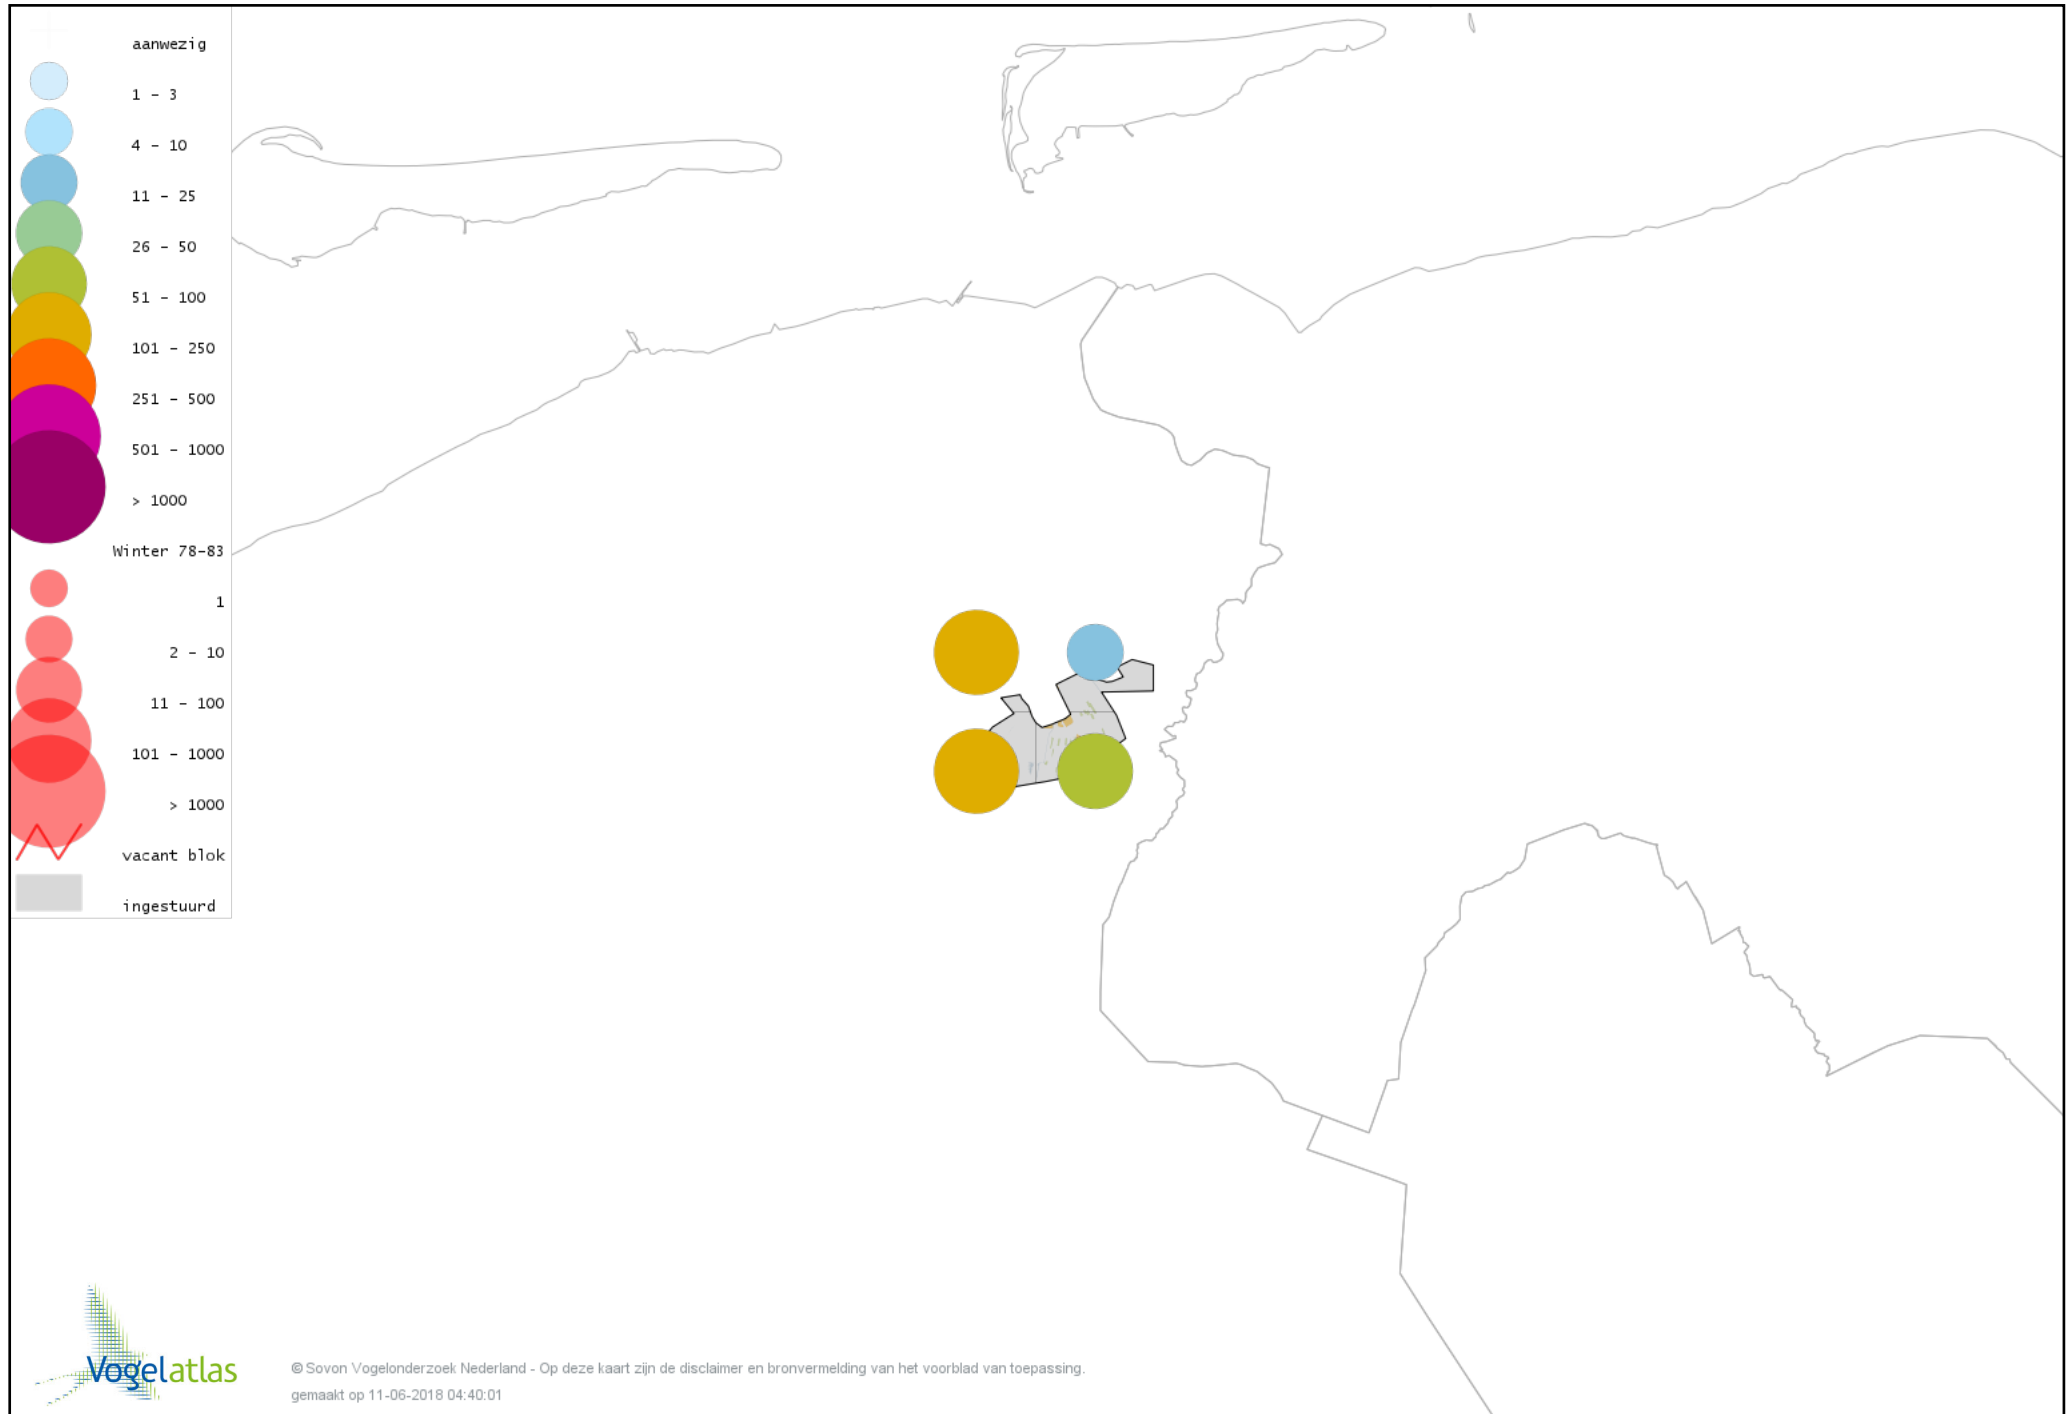 aanwezig
1 - 3
4 - 10
11 - 25
26 - 50
51 - 100
101 - 250
251 - 500
501 - 1000
> 1000
Winter 78-83
1
2 - 10
11 - 100
101 - 1000
> 1000
vacant blok
ingestuurd
Vogelatlas
© Sovon Vogelonderzoek Nederland - Op deze kaart zijn de disclaimer en bronvermelding van het voorblad van toepassing.
gemaakt op 11-06-2018 04:40:01